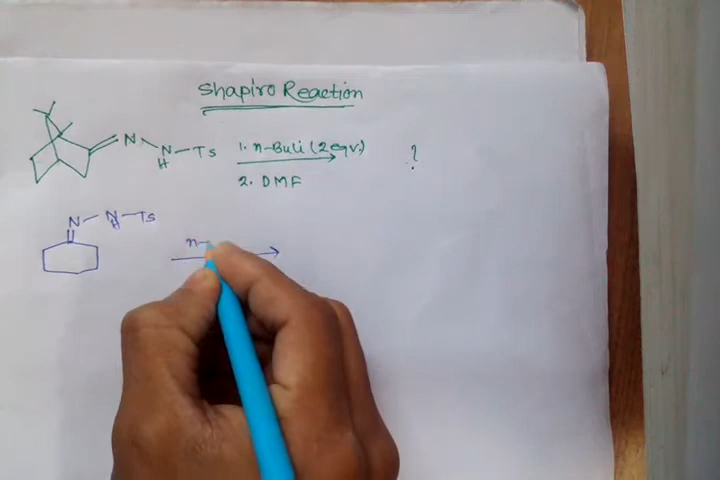 Shapiro Reaction
N
N - Ts
H
1. n-Buli (2eqv.)
2. DMF
?
N - N - Ts
H
n-